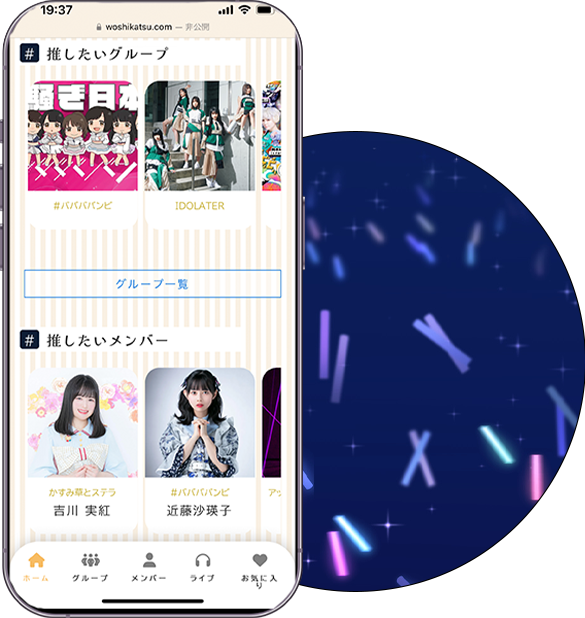 19:37
woshikatsu.com — 非公開
# 推したいグループ
騒ぎ日本
#ババババンビ
IDOLATER
グループ一覧
# 推したいメンバー
かすみ草とステラ
#ババババンビ
吉川 実紅
近藤沙瑛子
ホーム
グループ
メンバー
ライブ
お気に入
り